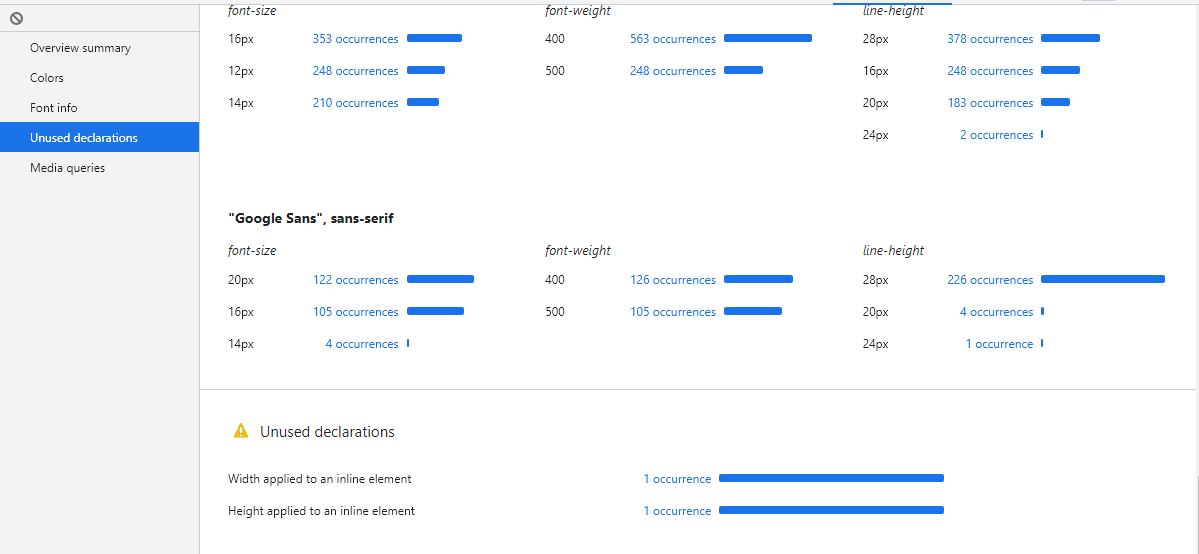 font-size font-weight line-height
Overview summary
Colors
Font info
Unused declarations
Media queries
16px 353 occurrences 400 563 occurrences 28px 378 occurrences
12px 248 occurrences 500 248 occurrences 16px 248 occurrences
14px 210 occurrences 20px 183 occurrences
24px 2 occurrences
"Google Sans", sans-serif
font-size font-weight line-height
20px 122 occurrences 400 126 occurrences 28px 226 occurrences
16px 105 occurrences 500 105 occurrences 20px 4 occurrences
14px 4 occurrences 24px 1 occurrence
Unused declarations
Width applied to an inline element 1 occurrence
Height applied to an inline element 1 occurrence